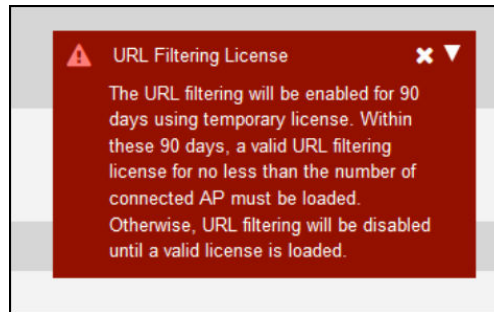 URL Filtering License
The URL filtering will be enabled for 90
days using temporary license. Within
these 90 days, a valid URL filtering
license for no less than the number of
connected AP must be loaded.
Otherwise, URL filtering will be disabled
until a valid license is loaded.